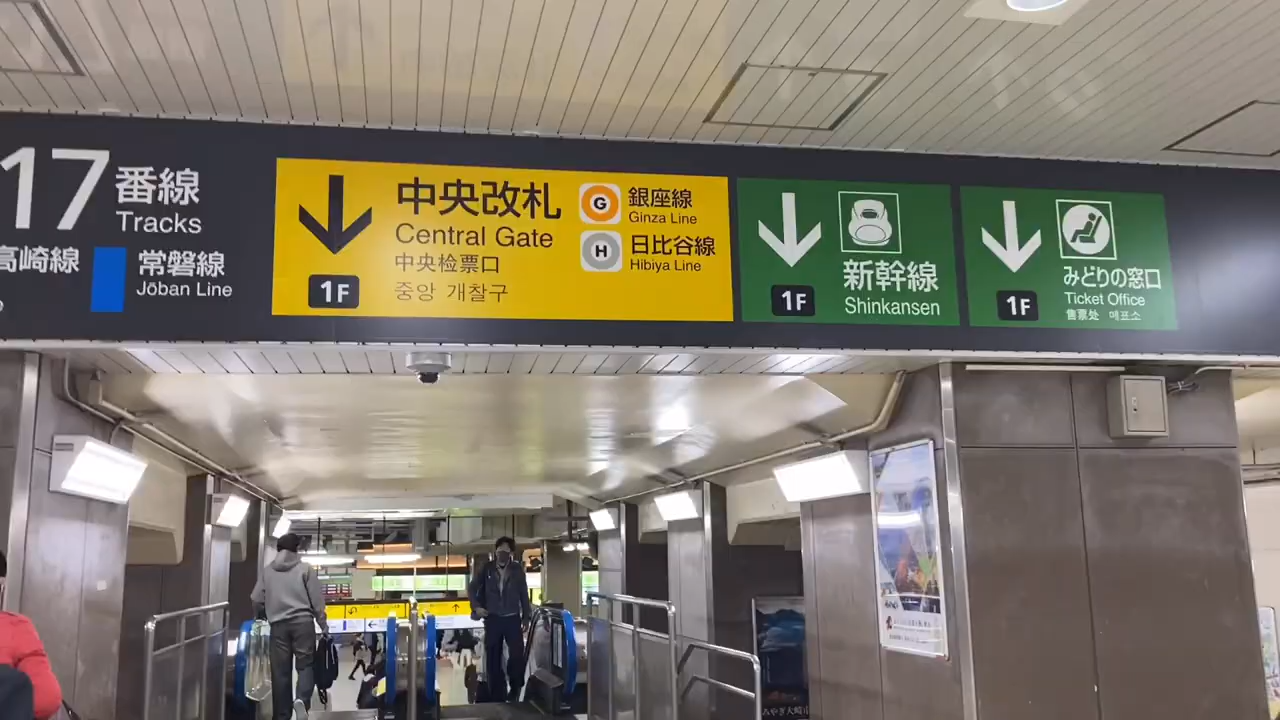 17番線
Tracks
高崎線
常磐線
Jōban Line
1F
中央改札
Central Gate
中央检票口
중앙 개찰구
G
銀座線
Ginza Line
H
日比谷線
Hibiya Line
1F
新幹線
Shinkansen
1F
みどりの窓口
Ticket Office
售票处 매표소